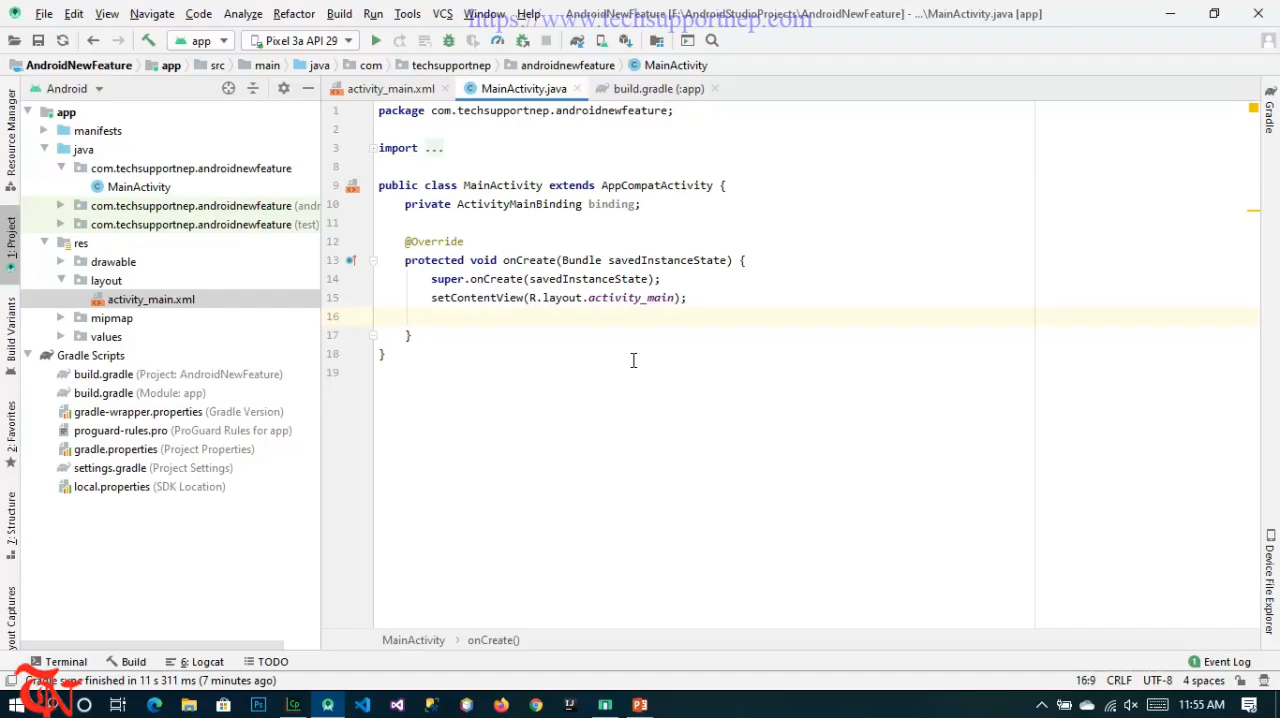 File Edit View Navigate Code Analyze Refactor Build Run Tools VCS Window Help AndroidNewFeature [F:\AndroidStudioProjects\AndroidNewFeature] - ...\MainActivity.java [app]
https://www.techsupportnep.com
app Pixel 3a API 29
AndroidNewFeature app src main java com techsupportnep androidnewfeature MainActivity
Android activity_main.xml MainActivity.java build.gradle (:app)
Resource Manager
1: Project
Build Variants
2: Favorites
7: Structure
yout Captures
app
manifests
java
com.techsupportnep.androidnewfeature
MainActivity
com.techsupportnep.androidnewfeature (andr
com.techsupportnep.androidnewfeature (test)
res
drawable
layout
activity_main.xml
mipmap
values
Gradle Scripts
build.gradle (Project: AndroidNewFeature)
build.gradle (Module: app)
gradle-wrapper.properties (Gradle Version)
proguard-rules.pro (ProGuard Rules for app)
gradle.properties (Project Properties)
settings.gradle (Project Settings)
local.properties (SDK Location)
1 package com.techsupportnep.androidnewfeature;
2
3 import ...
8
9 public class MainActivity extends AppCompatActivity {
10 private ActivityMainBinding binding;
11
12 @Override
13 protected void onCreate(Bundle savedInstanceState) {
14 super.onCreate(savedInstanceState);
15 setContentView(R.layout.activity_main);
16
17 }
18 }
19
Gradle
Device File Explorer
MainActivity > onCreate()
Terminal Build 6: Logcat TODO 1 Event Log
Gradle sync finished in 11 s 311 ms (7 minutes ago) 16:9 CRLF UTF-8 4 spaces
11:55 AM